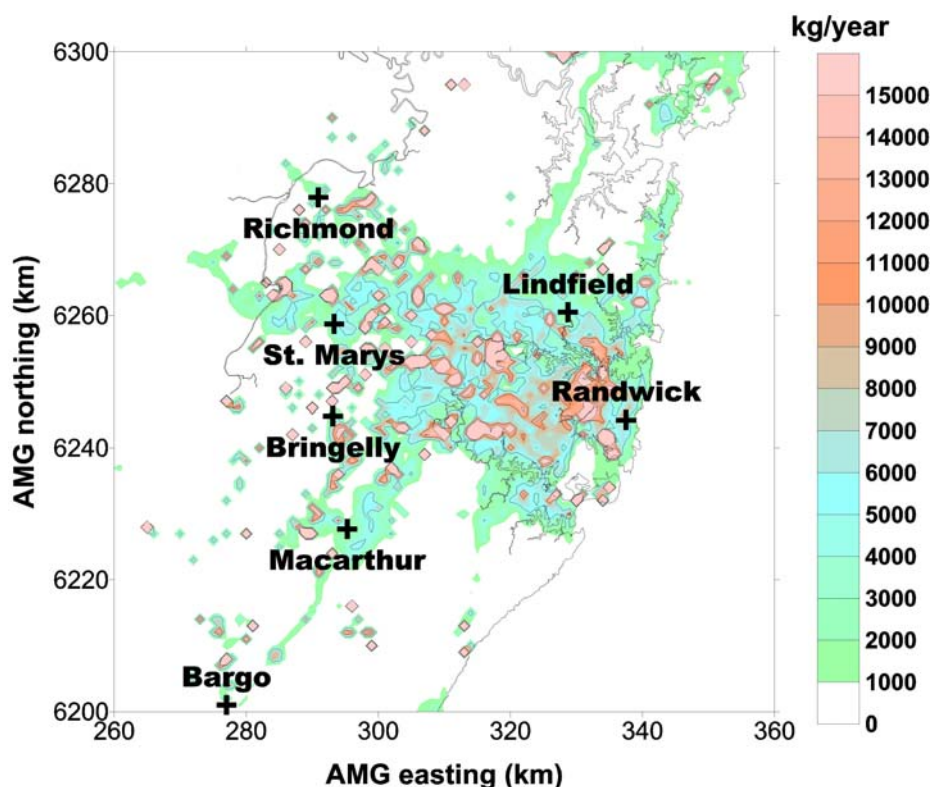 kg/year
6300
6280
6260
6240
6220
6200
AMG northing (km)
Richmond
Lindfield
St. Marys
Randwick
Bringelly
Macarthur
Bargo
260
280
300
320
340
360
AMG easting (km)
15000
14000
13000
12000
11000
10000
9000
8000
7000
6000
5000
4000
3000
2000
1000
0